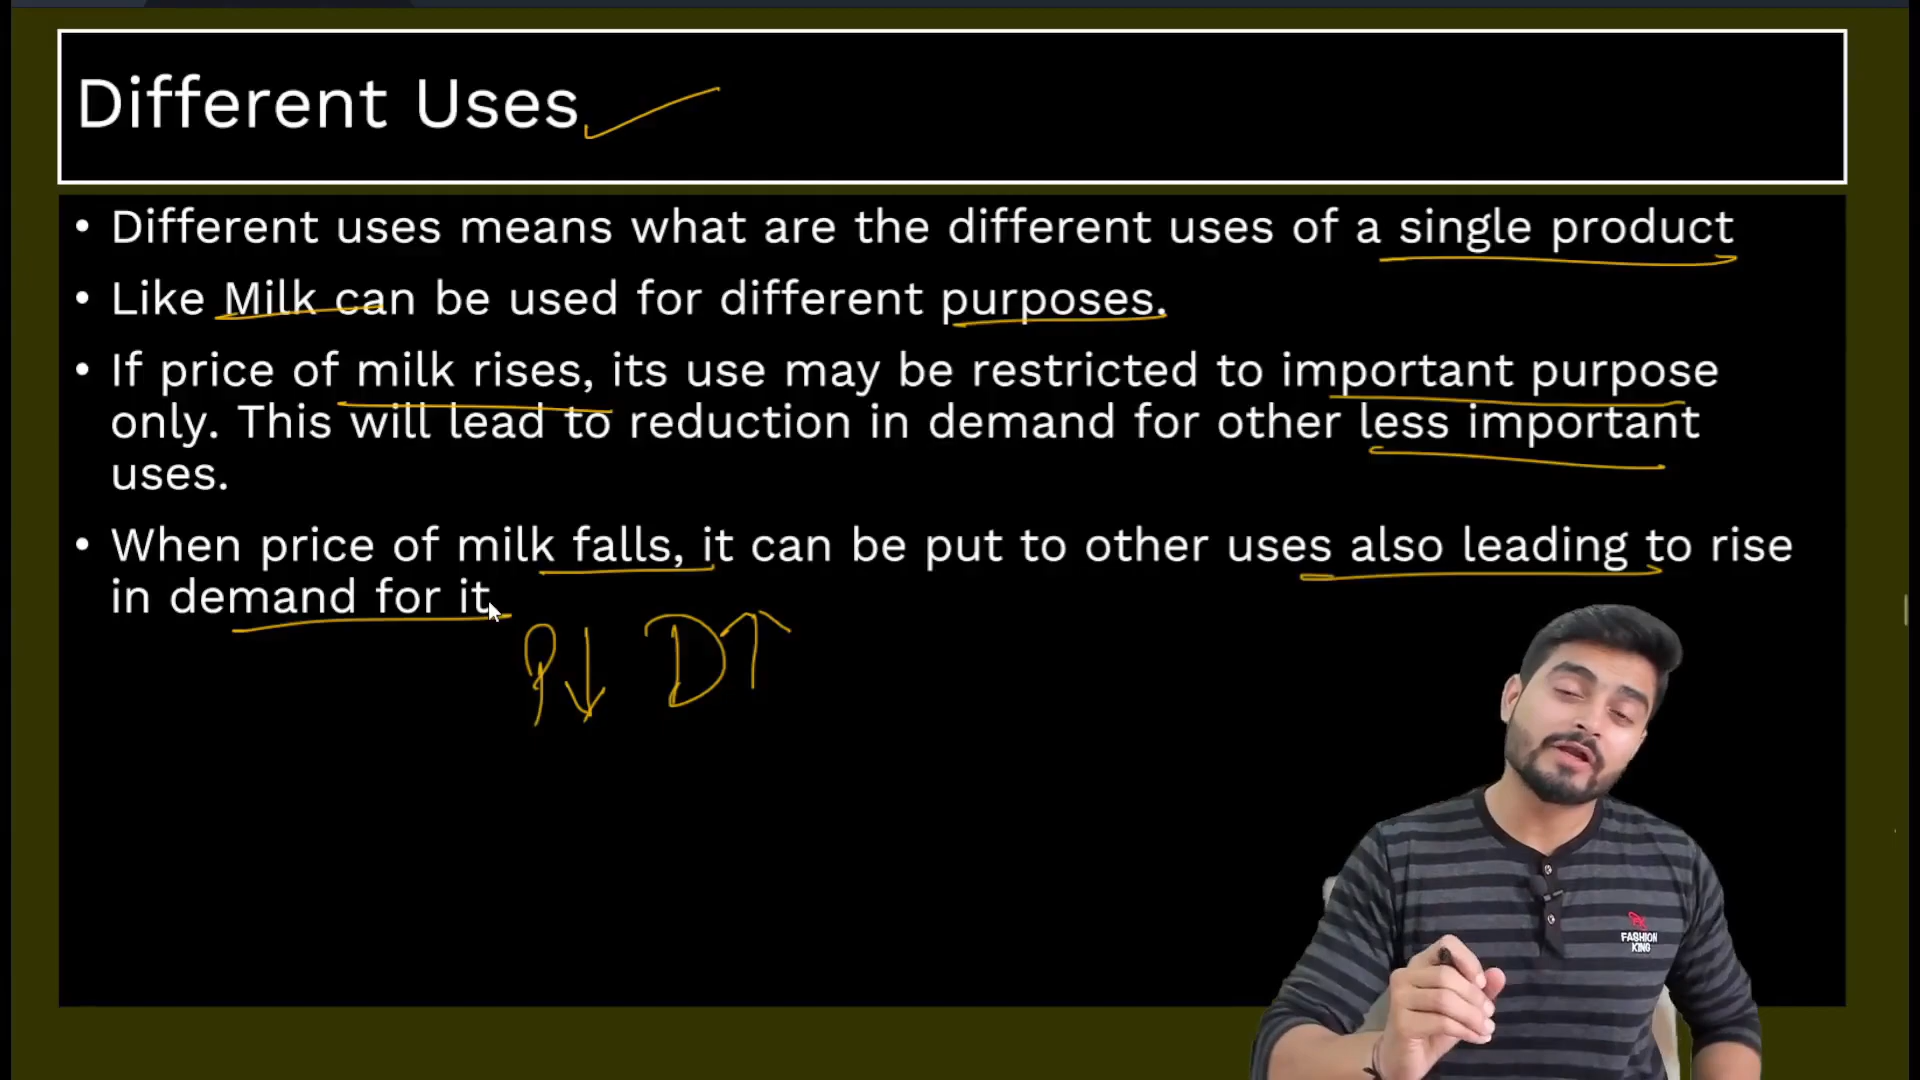 Different Uses
• Different uses means what are the different uses of a single product
• Like Milk can be used for different purposes.
• If price of milk rises, its use may be restricted to important purpose
only. This will lead to reduction in demand for other less important
uses.
• When price of milk falls, it can be put to other uses also leading to rise
in demand for it.
P↓ D↑
FASHION
KING